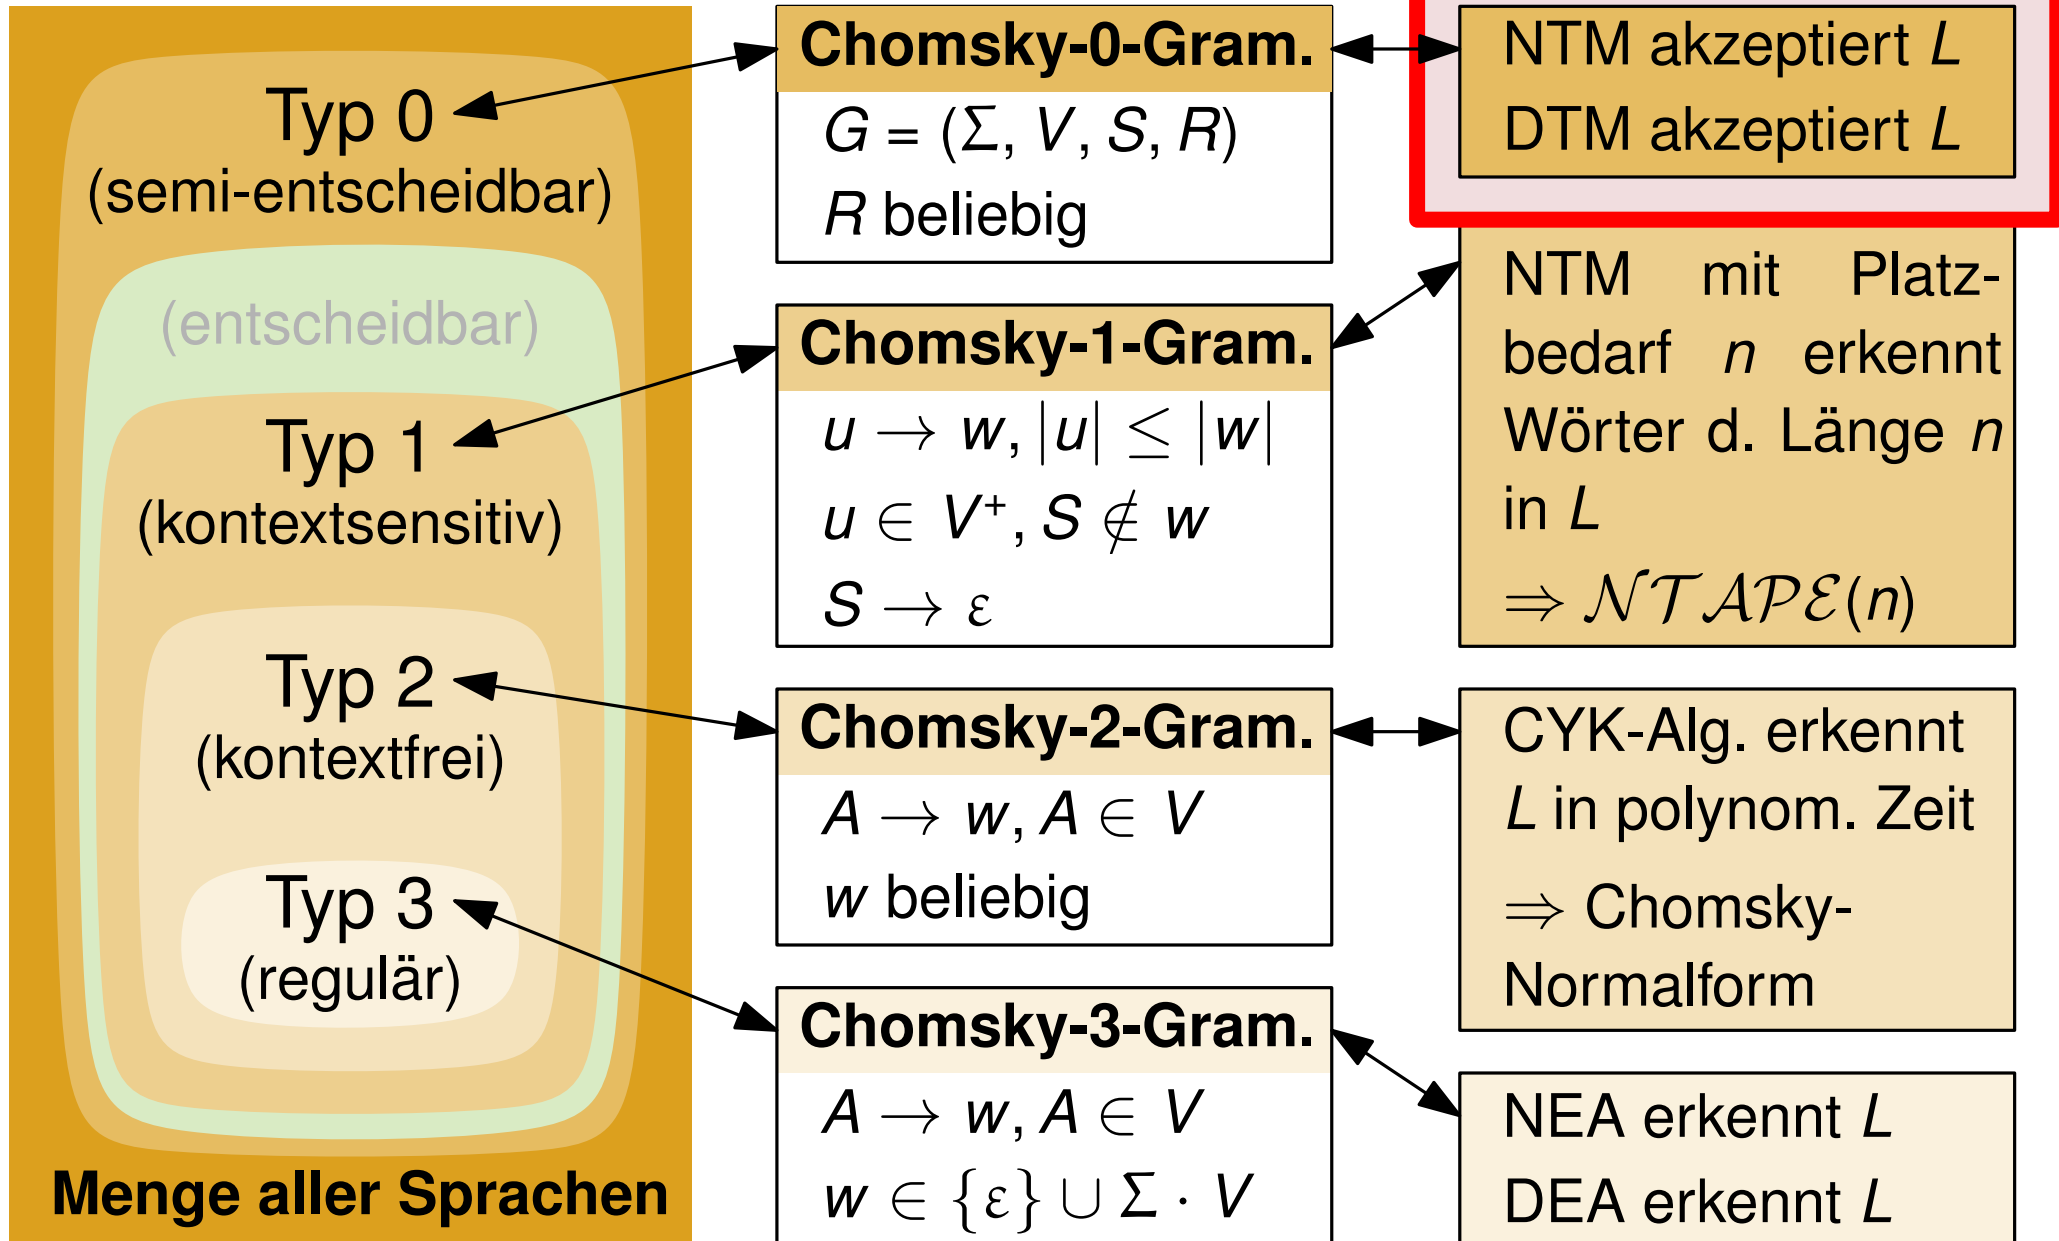 Typ 0
(semi-entscheidbar)
(entscheidbar)
Typ 1
(kontextsensitiv)
Typ 2
(kontextfrei)
Typ 3
(regulär)
Menge aller Sprachen
Chomsky-0-Gram.
G = (Σ, V, S, R)
R beliebig
Chomsky-1-Gram.
u → w, |u| ≤ |w|
u ∈ V⁺, S ∉ w
S → ε
Chomsky-2-Gram.
A → w, A ∈ V
w beliebig
Chomsky-3-Gram.
A → w, A ∈ V
w ∈ {ε} ∪ Σ · V
NTM akzeptiert L
DTM akzeptiert L
NTM mit Platz-
bedarf n erkennt
Wörter d. Länge n
in L
⇒ 𝒩𝒯𝒜𝒫ℰ(n)
CYK-Alg. erkennt
L in polynom. Zeit
⇒ Chomsky-
Normalform
NEA erkennt L
DEA erkennt L